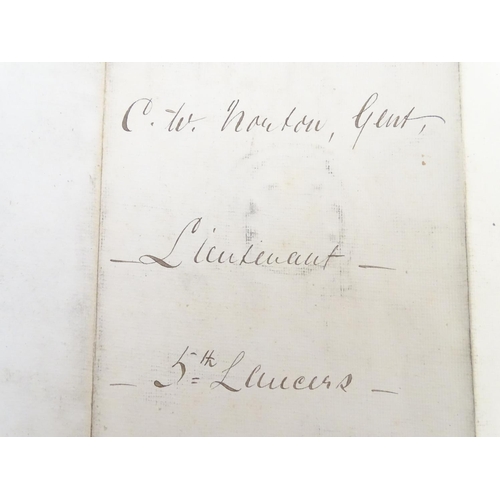 C. W. Norton, Gent,
— Lieutenant —
— 5th Lancers —